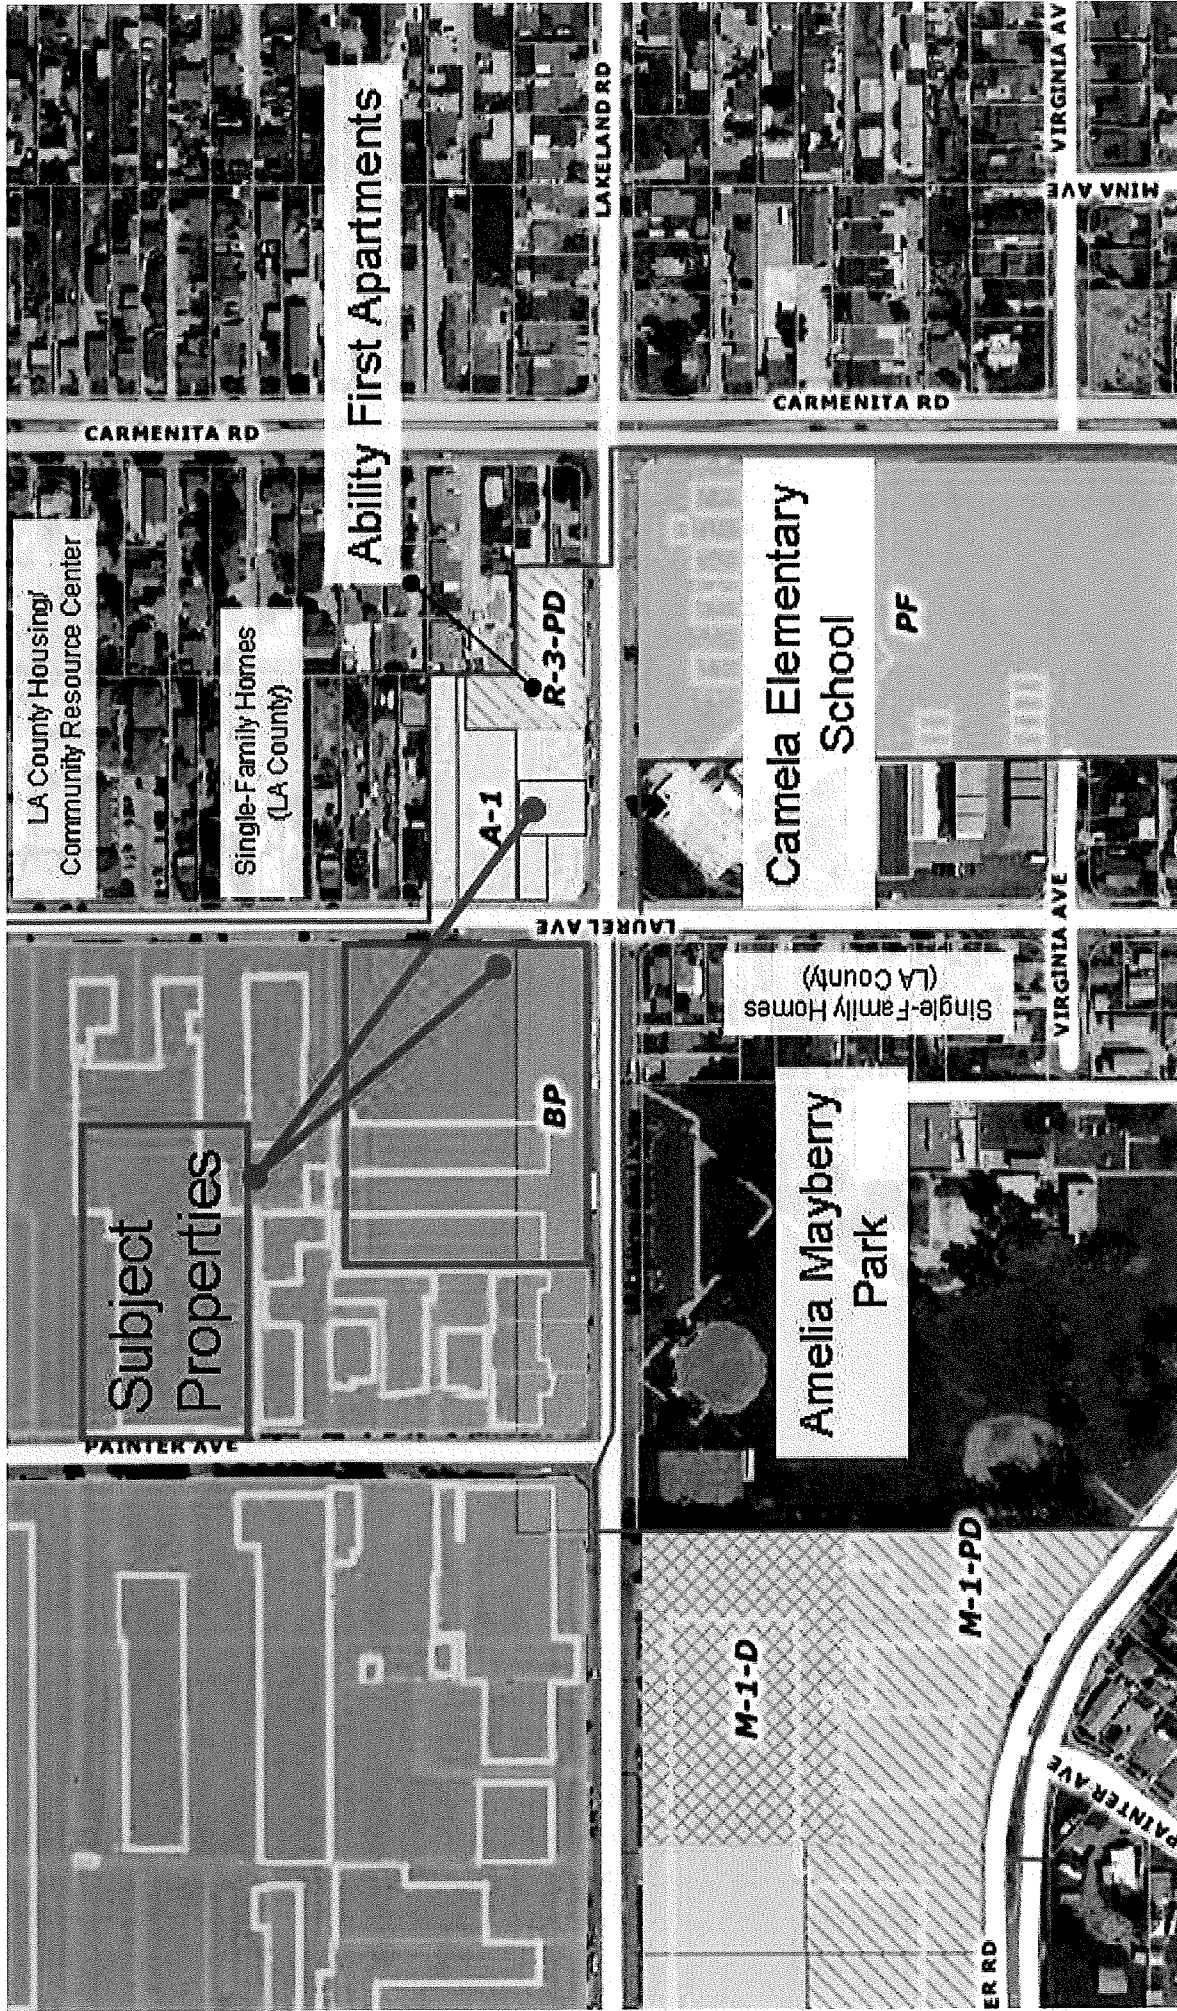 LA County Housing/
Community Resource Center
CARMENITA RD
PAINTER AVE
Subject
Properties
Single-Family Homes
(LA County)
Ability First Apartments
A-1
BP
LAUREL AVE
R-3-PD
LAKELAND RD
LAUREL AVE
M-1-D
Amelia Mayberry
Park
Single-Family Homes
(LA County)
Camela Elementary
School
CARMENITA RD
PF
M-1-PD
ER RD
VIRGINIA AVE
VIRGINIA AV
MINA AVE
PAINTER AVE